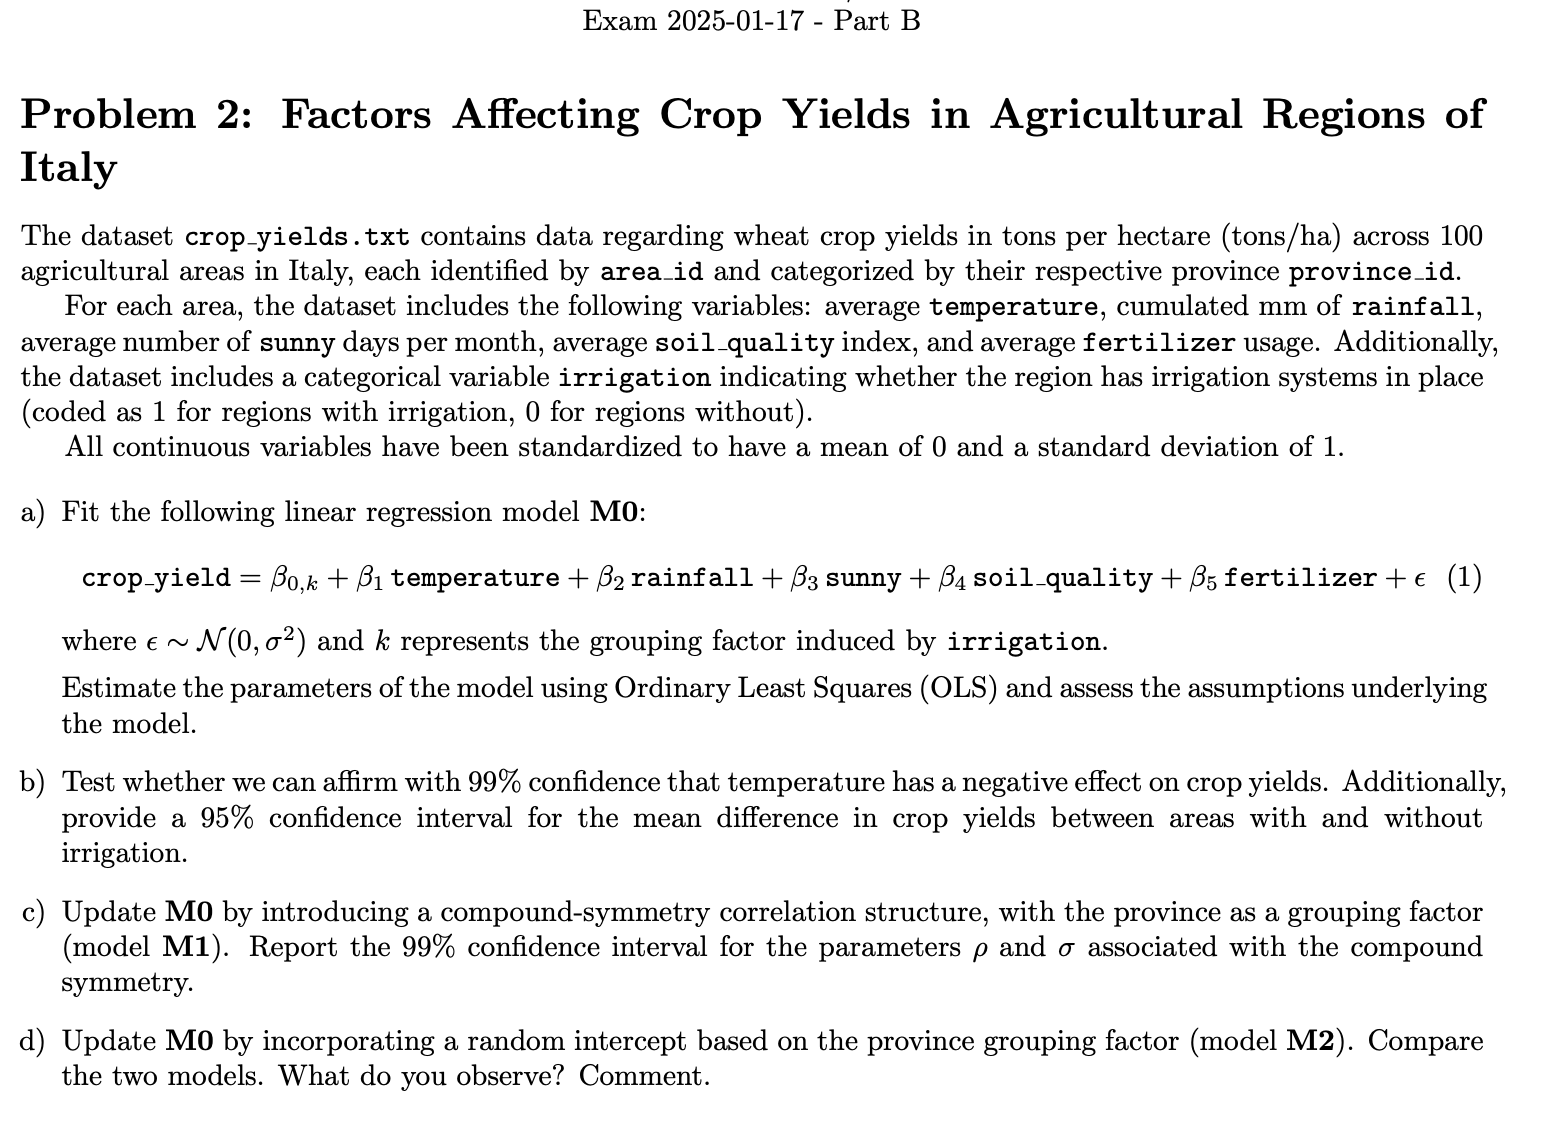 Exam 2025-01-17 - Part B
Problem 2: Factors Affecting Crop Yields in Agricultural Regions of
Italy
The dataset crop_yields.txt contains data regarding wheat crop yields in tons per hectare (tons/ha) across 100
agricultural areas in Italy, each identified by area_id and categorized by their respective province province_id.
For each area, the dataset includes the following variables: average temperature, cumulated mm of rainfall,
average number of sunny days per month, average soil_quality index, and average fertilizer usage. Additionally,
the dataset includes a categorical variable irrigation indicating whether the region has irrigation systems in place
(coded as 1 for regions with irrigation, 0 for regions without).
All continuous variables have been standardized to have a mean of 0 and a standard deviation of 1.
a) Fit the following linear regression model M0:
crop_yield = β₀,ₖ + β₁ temperature + β₂ rainfall + β₃ sunny + β₄ soil_quality + β₅ fertilizer + ϵ (1)
where ϵ ∼ 𝒩(0, σ²) and k represents the grouping factor induced by irrigation.
Estimate the parameters of the model using Ordinary Least Squares (OLS) and assess the assumptions underlying
the model.
b) Test whether we can affirm with 99% confidence that temperature has a negative effect on crop yields. Additionally,
provide a 95% confidence interval for the mean difference in crop yields between areas with and without
irrigation.
c) Update M0 by introducing a compound-symmetry correlation structure, with the province as a grouping factor
(model M1). Report the 99% confidence interval for the parameters ρ and σ associated with the compound
symmetry.
d) Update M0 by incorporating a random intercept based on the province grouping factor (model M2). Compare
the two models. What do you observe? Comment.